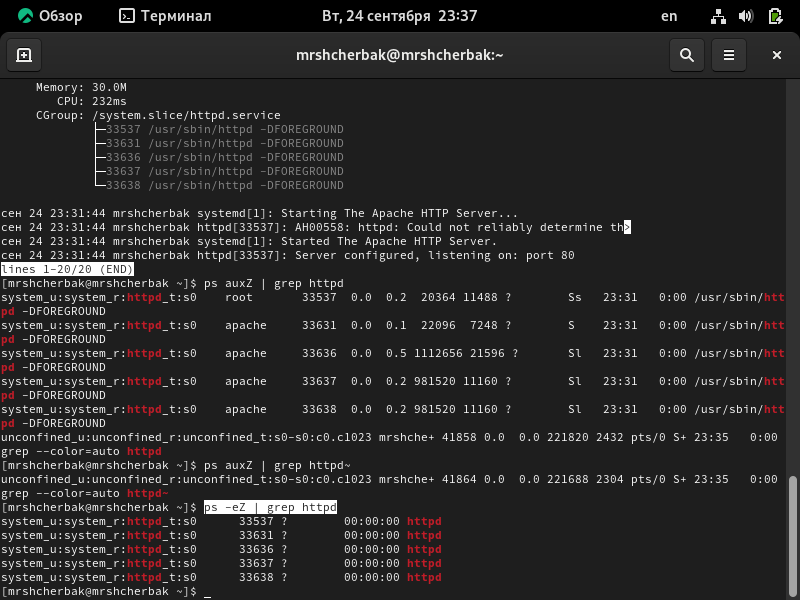 Обзор Терминал Вт, 24 сентября 23:37 en
mrshcherbak@mrshcherbak:~
Memory: 30.0M
CPU: 232ms
CGroup: /system.slice/httpd.service
├─33537 /usr/sbin/httpd -DFOREGROUND
├─33631 /usr/sbin/httpd -DFOREGROUND
├─33636 /usr/sbin/httpd -DFOREGROUND
├─33637 /usr/sbin/httpd -DFOREGROUND
└─33638 /usr/sbin/httpd -DFOREGROUND
сен 24 23:31:44 mrshcherbak systemd[1]: Starting The Apache HTTP Server...
сен 24 23:31:44 mrshcherbak httpd[33537]: AH00558: httpd: Could not reliably determine th>
сен 24 23:31:44 mrshcherbak systemd[1]: Started The Apache HTTP Server.
сен 24 23:31:44 mrshcherbak httpd[33537]: Server configured, listening on: port 80
lines 1-20/20 (END)
[mrshcherbak@mrshcherbak ~]$ ps auxZ | grep httpd
system_u:system_r:httpd_t:s0 root 33537 0.0 0.2 20364 11488 ? Ss 23:31 0:00 /usr/sbin/htt
pd -DFOREGROUND
system_u:system_r:httpd_t:s0 apache 33631 0.0 0.1 22096 7248 ? S 23:31 0:00 /usr/sbin/htt
pd -DFOREGROUND
system_u:system_r:httpd_t:s0 apache 33636 0.0 0.5 1112656 21596 ? Sl 23:31 0:00 /usr/sbin/htt
pd -DFOREGROUND
system_u:system_r:httpd_t:s0 apache 33637 0.0 0.2 981520 11160 ? Sl 23:31 0:00 /usr/sbin/htt
pd -DFOREGROUND
system_u:system_r:httpd_t:s0 apache 33638 0.0 0.2 981520 11160 ? Sl 23:31 0:00 /usr/sbin/htt
pd -DFOREGROUND
unconfined_u:unconfined_r:unconfined_t:s0-s0:c0.c1023 mrshche+ 41858 0.0 0.0 221820 2432 pts/0 S+ 23:35 0:00
grep --color=auto httpd
[mrshcherbak@mrshcherbak ~]$ ps auxZ | grep httpd~
unconfined_u:unconfined_r:unconfined_t:s0-s0:c0.c1023 mrshche+ 41864 0.0 0.0 221688 2304 pts/0 S+ 23:36 0:00
grep --color=auto httpd~
[mrshcherbak@mrshcherbak ~]$ ps -eZ | grep httpd
system_u:system_r:httpd_t:s0 33537 ? 00:00:00 httpd
system_u:system_r:httpd_t:s0 33631 ? 00:00:00 httpd
system_u:system_r:httpd_t:s0 33636 ? 00:00:00 httpd
system_u:system_r:httpd_t:s0 33637 ? 00:00:00 httpd
system_u:system_r:httpd_t:s0 33638 ? 00:00:00 httpd
[mrshcherbak@mrshcherbak ~]$ _